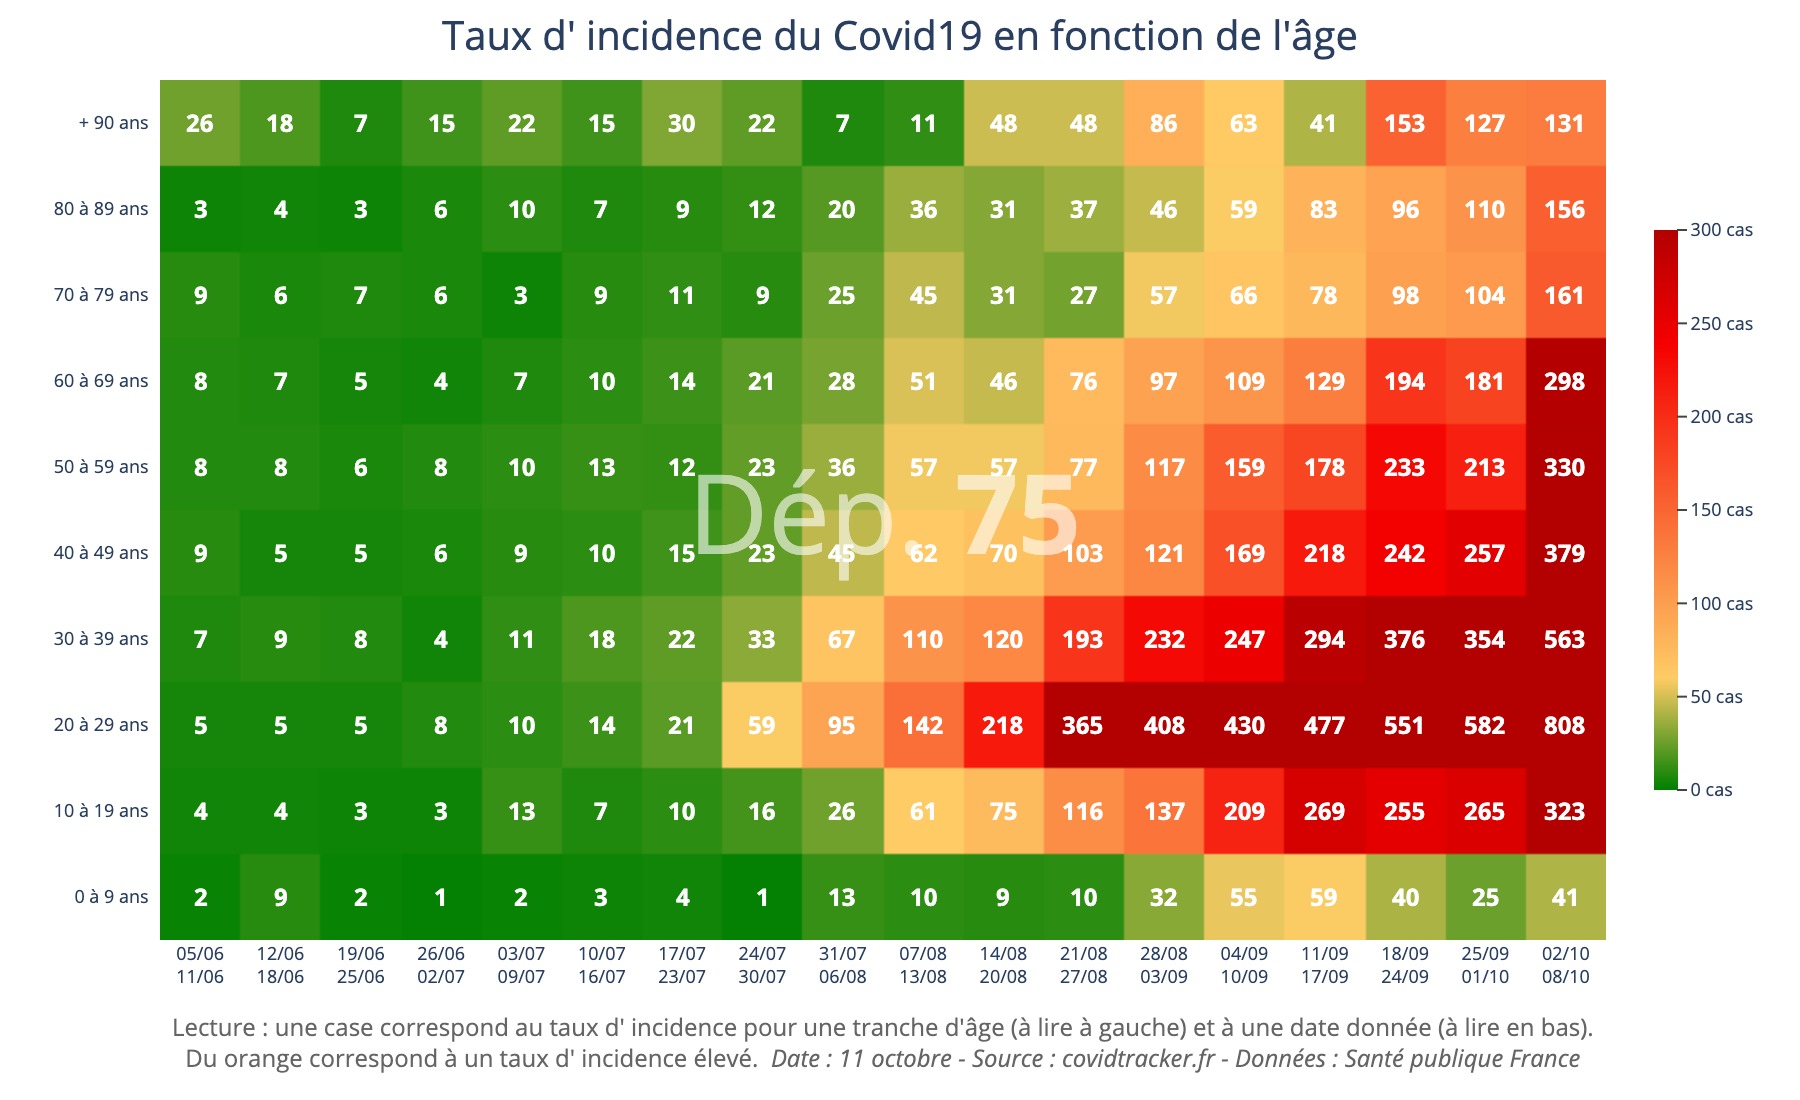 Taux d' incidence du Covid19 en fonction de l'âge
+ 90 ans 26 18 7 15 22 15 30 22 7 11 48 48 86 63 41 153 127 131
80 à 89 ans 3 4 3 6 10 7 9 12 20 36 31 37 46 59 83 96 110 156
70 à 79 ans 9 6 7 6 3 9 11 9 25 45 31 27 57 66 78 98 104 161
60 à 69 ans 8 7 5 4 7 10 14 21 28 51 46 76 97 109 129 194 181 298
50 à 59 ans 8 8 6 8 10 13 12 23 36 57 57 77 117 159 178 233 213 330
Dép. 75
40 à 49 ans 9 5 5 6 9 10 15 23 45 62 70 103 121 169 218 242 257 379
30 à 39 ans 7 9 8 4 11 18 22 33 67 110 120 193 232 247 294 376 354 563
20 à 29 ans 5 5 5 8 10 14 21 59 95 142 218 365 408 430 477 551 582 808
10 à 19 ans 4 4 3 3 13 7 10 16 26 61 75 116 137 209 269 255 265 323
0 à 9 ans 2 9 2 1 2 3 4 1 13 10 9 10 32 55 59 40 25 41
05/06 12/06 19/06 26/06 03/07 10/07 17/07 24/07 31/07 07/08 14/08 21/08 28/08 04/09 11/09 18/09 25/09 02/10
11/06 18/06 25/06 02/07 09/07 16/07 23/07 30/07 06/08 13/08 20/08 27/08 03/09 10/09 17/09 24/09 01/10 08/10
300 cas
250 cas
200 cas
150 cas
100 cas
50 cas
0 cas
Lecture : une case correspond au taux d' incidence pour une tranche d'âge (à lire à gauche) et à une date donnée (à lire en bas).
Du orange correspond à un taux d' incidence élevé. Date : 11 octobre - Source : covidtracker.fr - Données : Santé publique France